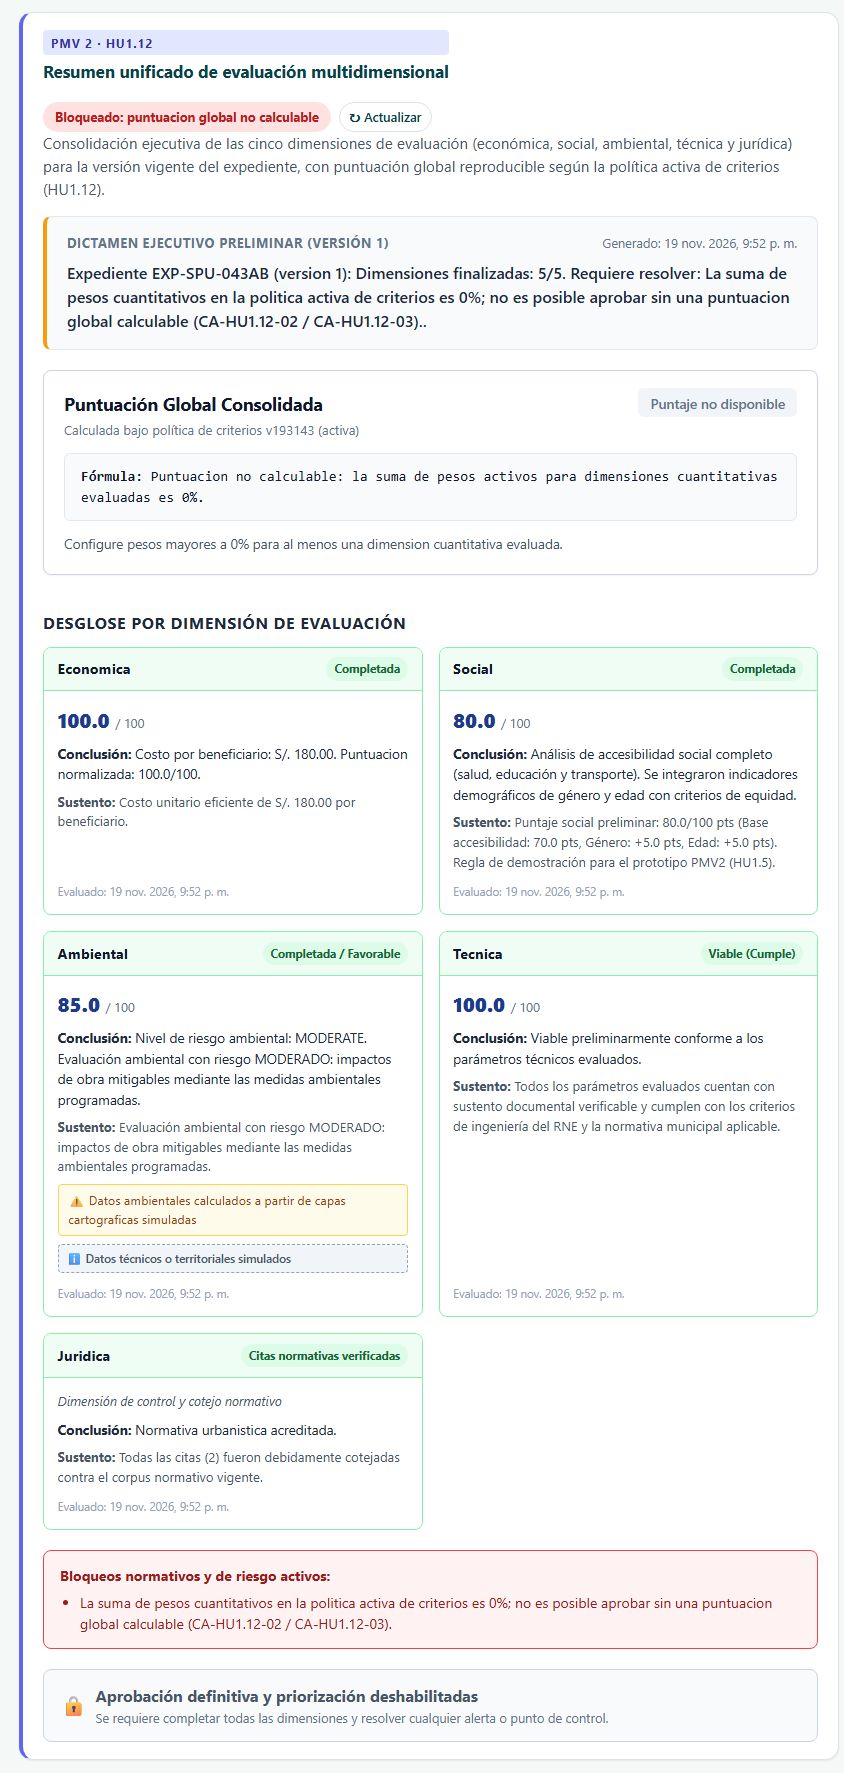 PMV 2 · HU1.12
Resumen unificado de evaluación multidimensional
Bloqueado: puntuacion global no calculable
↻ Actualizar
Consolidación ejecutiva de las cinco dimensiones de evaluación (económica, social, ambiental, técnica y jurídica)
para la versión vigente del expediente, con puntuación global reproducible según la política activa de criterios
(HU1.12).
DICTAMEN EJECUTIVO PRELIMINAR (VERSIÓN 1)
Generado: 19 nov. 2026, 9:52 p. m.
Expediente EXP-SPU-043AB (version 1): Dimensiones finalizadas: 5/5. Requiere resolver: La suma de
pesos cuantitativos en la politica activa de criterios es 0%; no es posible aprobar sin una puntuacion
global calculable (CA-HU1.12-02 / CA-HU1.12-03)..
Puntuación Global Consolidada
Puntaje no disponible
Calculada bajo política de criterios v193143 (activa)
Fórmula: Puntuacion no calculable: la suma de pesos activos para dimensiones cuantitativas
evaluadas es 0%.
Configure pesos mayores a 0% para al menos una dimension cuantitativa evaluada.
DESGLOSE POR DIMENSIÓN DE EVALUACIÓN
Economica
Completada
100.0 / 100
Conclusión: Costo por beneficiario: S/. 180.00. Puntuacion
normalizada: 100.0/100.
Sustento: Costo unitario eficiente de S/. 180.00 por
beneficiario.
Evaluado: 19 nov. 2026, 9:52 p. m.
Social
Completada
80.0 / 100
Conclusión: Análisis de accesibilidad social completo
(salud, educación y transporte). Se integraron indicadores
demográficos de género y edad con criterios de equidad.
Sustento: Puntaje social preliminar: 80.0/100 pts (Base
accesibilidad: 70.0 pts, Género: +5.0 pts, Edad: +5.0 pts).
Regla de demostración para el prototipo PMV2 (HU1.5).
Evaluado: 19 nov. 2026, 9:52 p. m.
Ambiental
Completada / Favorable
85.0 / 100
Conclusión: Nivel de riesgo ambiental: MODERATE.
Evaluación ambiental con riesgo MODERADO: impactos
de obra mitigables mediante las medidas ambientales
programadas.
Sustento: Evaluación ambiental con riesgo MODERADO:
impactos de obra mitigables mediante las medidas
ambientales programadas.
⚠ Datos ambientales calculados a partir de capas
cartograficas simuladas
ℹ Datos técnicos o territoriales simulados
Evaluado: 19 nov. 2026, 9:52 p. m.
Tecnica
Viable (Cumple)
100.0 / 100
Conclusión: Viable preliminarmente conforme a los
parámetros técnicos evaluados.
Sustento: Todos los parámetros evaluados cuentan con
sustento documental verificable y cumplen con los criterios
de ingeniería del RNE y la normativa municipal aplicable.
Evaluado: 19 nov. 2026, 9:52 p. m.
Juridica
Citas normativas verificadas
Dimensión de control y cotejo normativo
Conclusión: Normativa urbanistica acreditada.
Sustento: Todas las citas (2) fueron debidamente cotejadas
contra el corpus normativo vigente.
Evaluado: 19 nov. 2026, 9:52 p. m.
Bloqueos normativos y de riesgo activos:
• La suma de pesos cuantitativos en la politica activa de criterios es 0%; no es posible aprobar sin una puntuacion
global calculable (CA-HU1.12-02 / CA-HU1.12-03).
Aprobación definitiva y priorización deshabilitadas
Se requiere completar todas las dimensiones y resolver cualquier alerta o punto de control.